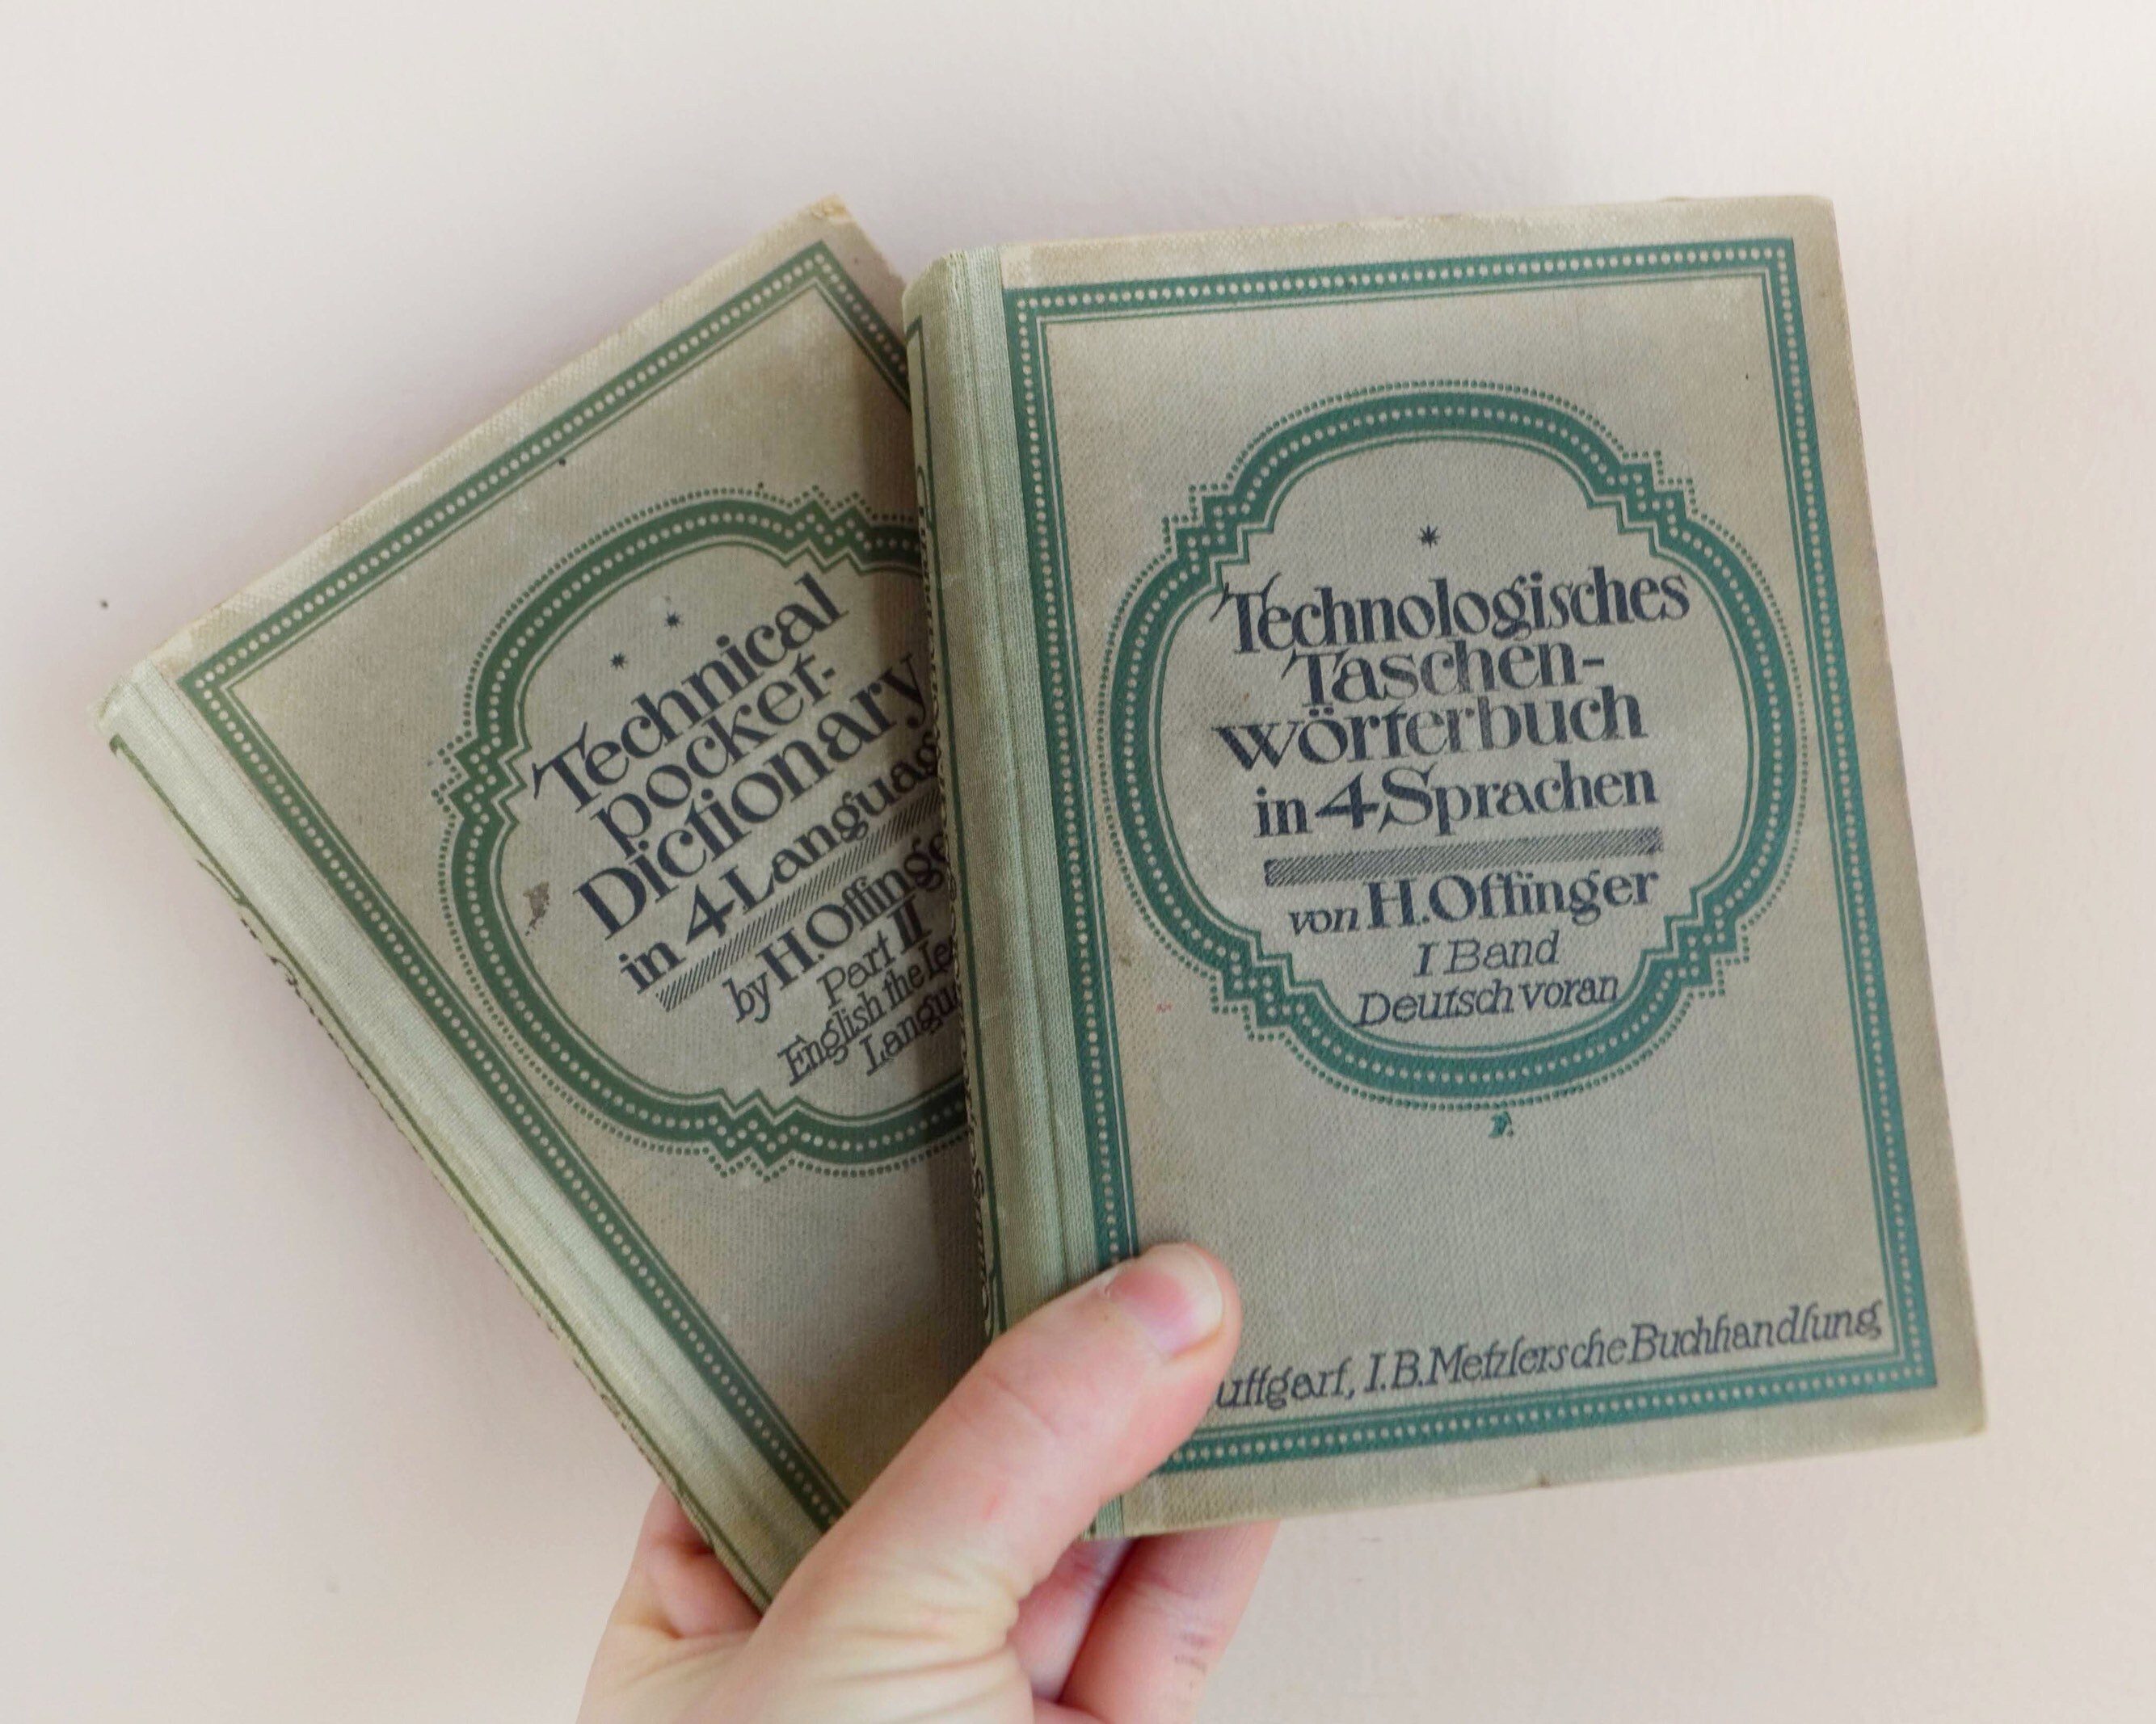 Technical
pocket-
Dictionary
in 4 Languag
by H. Offinge
Part II
English the Le
Langu
Technologisches
Taschen-
wörterbuch
in 4 Sprachen
von H. Offinger
I Band
Deutsch voran
uttgart, I. B. Metzlersche Buchhandlung